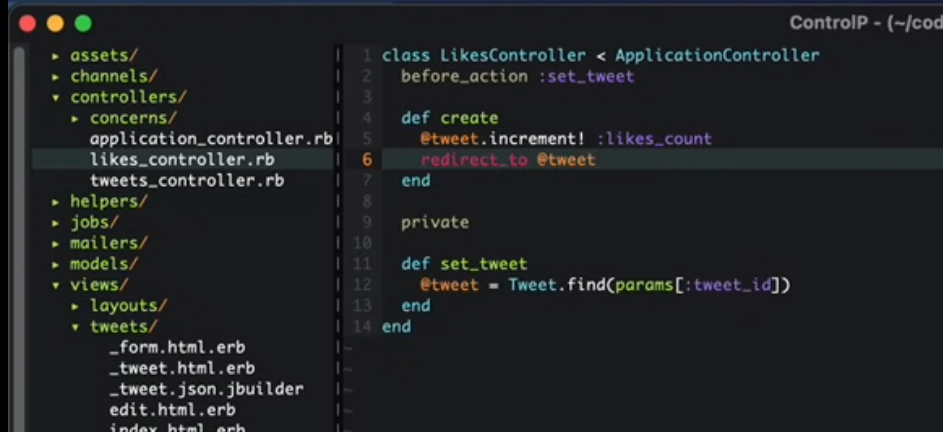 ControlP - (~/cod
▸ assets/
▸ channels/
▾ controllers/
▸ concerns/
application_controller.rb
likes_controller.rb
tweets_controller.rb
▸ helpers/
▸ jobs/
▸ mailers/
▸ models/
▾ views/
▸ layouts/
▾ tweets/
_form.html.erb
_tweet.html.erb
_tweet.json.jbuilder
edit.html.erb
index.html.erb
1 class LikesController < ApplicationController
2 before_action :set_tweet
3
4 def create
5 @tweet.increment! :likes_count
6 redirect_to @tweet
7 end
8
9 private
10
11 def set_tweet
12 @tweet = Tweet.find(params[:tweet_id])
13 end
14 end
~
~
~
~
~